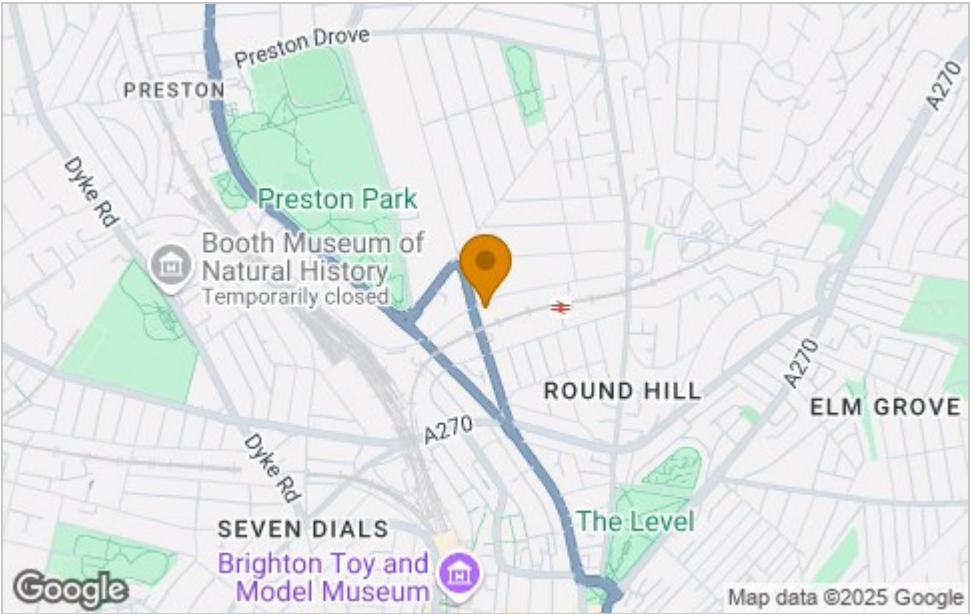 Preston Drove
PRESTON
A270
Dyke Rd
Preston Park
Booth Museum of
Natural History
Temporarily closed
ROUND HILL
A270
ELM GROVE
A270
Dyke Rd
SEVEN DIALS
The Level
Brighton Toy and
Model Museum
Google
Map data ©2025 Google